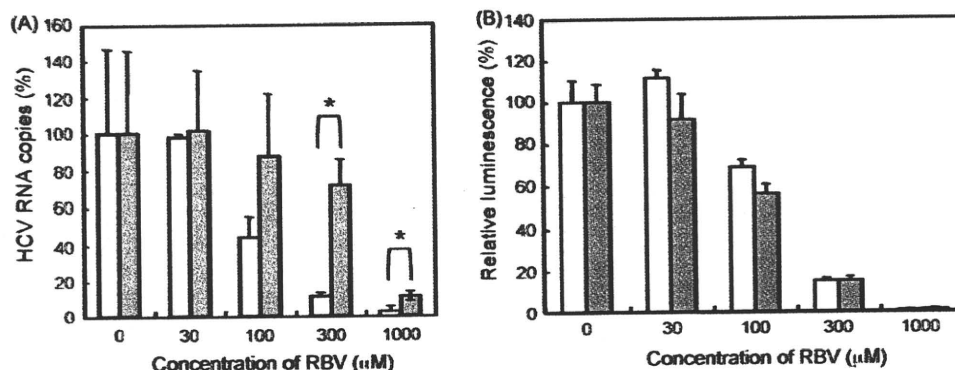 (A)
HCV RNA copies (%)
160
140
120
100
80
60
40
20
0
*
*
0 30 100 300 1000
Concentration of RBV (μM)
(B)
Relative luminescence (%)
140
120
100
80
60
40
20
0
0 30 100 300 1000
Concentration of RBV (μM)